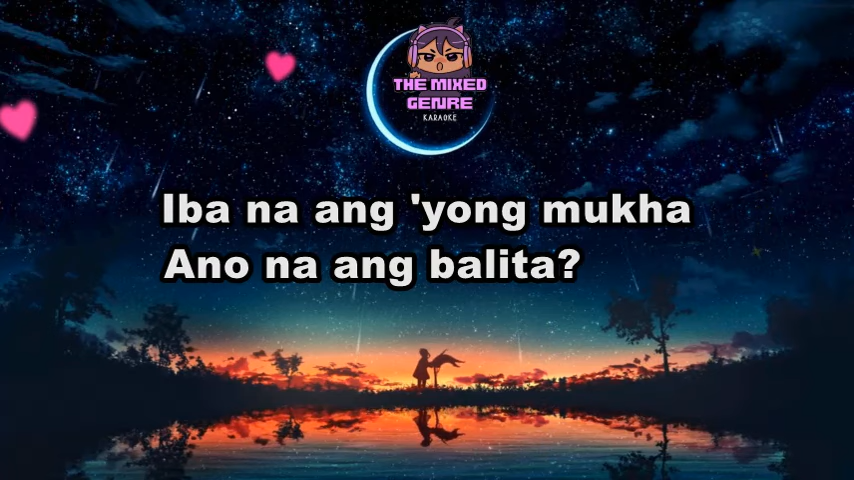 THE MIXED
GENRE
KARAOKE
Iba na ang 'yong mukha
Ano na ang balita?